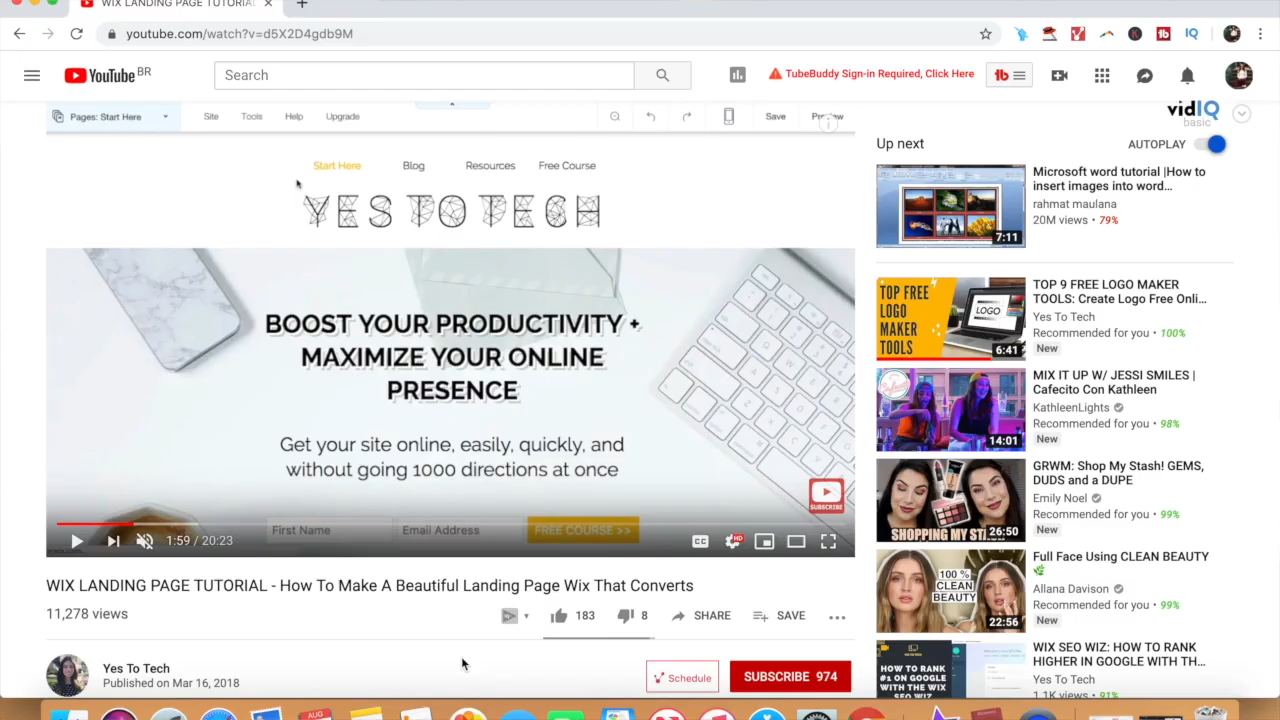 WIX LANDING PAGE TUTORIAL
youtube.com/watch?v=d5X2D4gdb9M
IQ
YouTube BR
Search
TubeBuddy Sign-in Required, Click Here
Pages: Start Here
Site
Tools
Help
Upgrade
Save
Preview
Start Here
Blog
Resources
Free Course
YES TO TECH
BOOST YOUR PRODUCTIVITY +
MAXIMIZE YOUR ONLINE
PRESENCE
Get your site online, easily, quickly, and
without going 1000 directions at once
SUBSCRIBE
First Name
Email Address
FREE COURSE >>
1:59 / 20:23
CC
HD
WIX LANDING PAGE TUTORIAL - How To Make A Beautiful Landing Page Wix That Converts
11,278 views
183
8
SHARE
SAVE
Yes To Tech
Published on Mar 16, 2018
Schedule
SUBSCRIBE 974
vidIQ
basic
Up next
AUTOPLAY
7:11
Microsoft word tutorial |How to
insert images into word...
rahmat maulana
20M views • 79%
TOP FREE
LOGO
MAKER
TOOLS
LOGO
6:41
TOP 9 FREE LOGO MAKER
TOOLS: Create Logo Free Onli...
Yes To Tech
Recommended for you • 100%
New
14:01
MIX IT UP W/ JESSI SMILES |
Cafecito Con Kathleen
KathleenLights
Recommended for you • 98%
New
SHOPPING MY STASH
26:50
GRWM: Shop My Stash! GEMS,
DUDS and a DUPE
Emily Noel
Recommended for you • 99%
New
100 %
CLEAN
BEAUTY
22:56
Full Face Using CLEAN BEAUTY
Allana Davison
Recommended for you • 99%
New
HOW TO RANK
#1 ON GOOGLE
WITH THE WIX
SEO WIZ
WIX SEO WIZ: HOW TO RANK
HIGHER IN GOOGLE WITH TH...
Yes To Tech
1.1K views • 91%
AUG